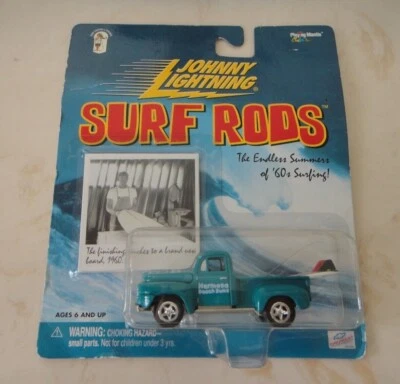 Playing Mantis
JOHNNY
LIGHTNING
SURF RODS
The Endless Summers
of '60s Surfing!
The finishing touches to a brand new
board, 1960.
Hermosa
AGES 6 AND UP
WARNING: CHOKING HAZARD-
small parts. Not for children under 3 yrs.